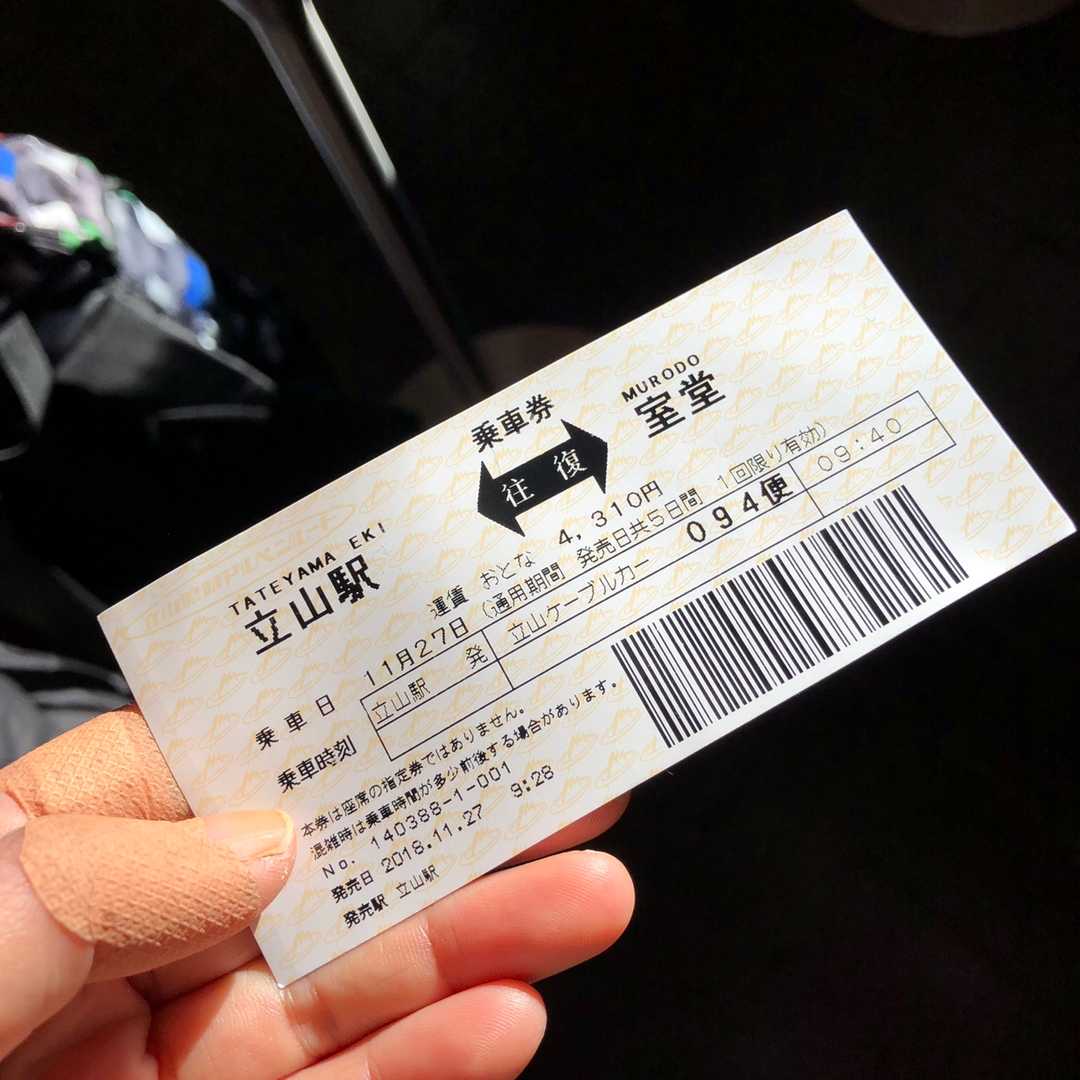 乗車券
TATEYAMA EKI
立山駅
往復
MURODO
室堂
運賃 おとな 4,310円
乗車日 11月27日 (通用期間 発売日共5日間 1回限り有効)
乗車時刻 立山駅 発 立山ケーブルカー 094便 09:40
本券は座席の指定券ではありません。
混雑時は乗車時間が多少前後する場合があります。
No. 140388-1-001
発売日 2018.11.27 9:28
発売駅 立山駅